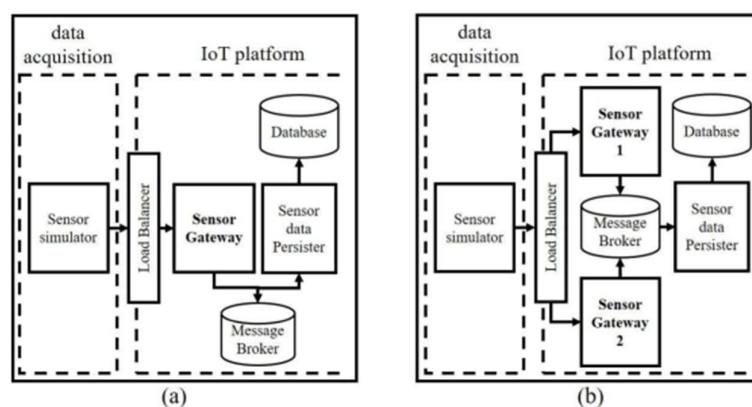 data
acquisition
IoT platform
Database
Sensor
simulator
Load Balancer
Sensor
Gateway
Sensor
data
Persister
Message
Broker
(a)
data
acquisition
IoT platform
Sensor
Gateway
1
Database
Sensor
simulator
Load Balancer
Message
Broker
Sensor
data
Persister
Sensor
Gateway
2
(b)